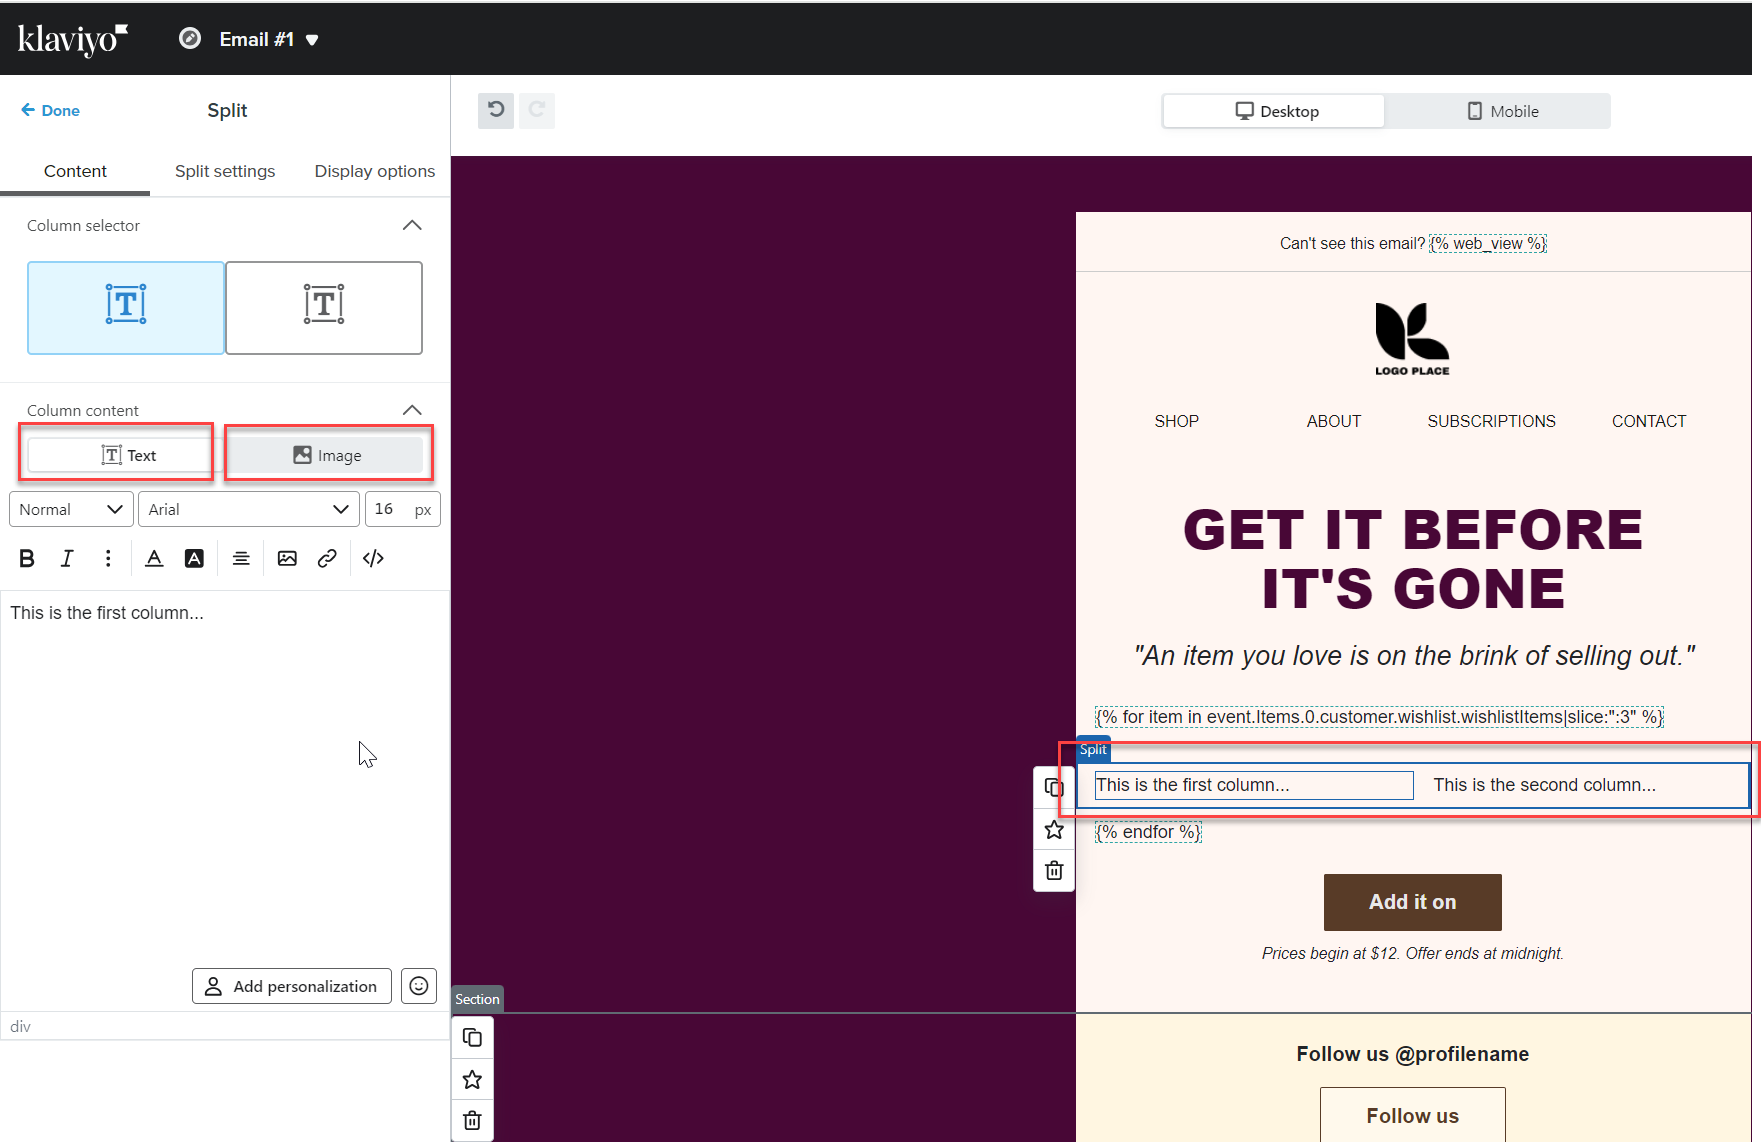 klaviyo
Email #1
Done
Split
Content
Split settings
Display options
Column selector
T
T
Column content
T Text
Image
Normal
Arial
16 px
B I A A </>
This is the first column...
Add personalization
div
Desktop
Mobile
Can't see this email? {% web_view %}
LOGO PLACE
SHOP ABOUT SUBSCRIPTIONS CONTACT
GET IT BEFORE
IT'S GONE
"An item you love is on the brink of selling out."
{% for item in event.Items.0.customer.wishlist.wishlistItems|slice:":3" %}
Split
This is the first column... This is the second column...
{% endfor %}
Add it on
Prices begin at $12. Offer ends at midnight.
Section
Follow us @profilename
Follow us